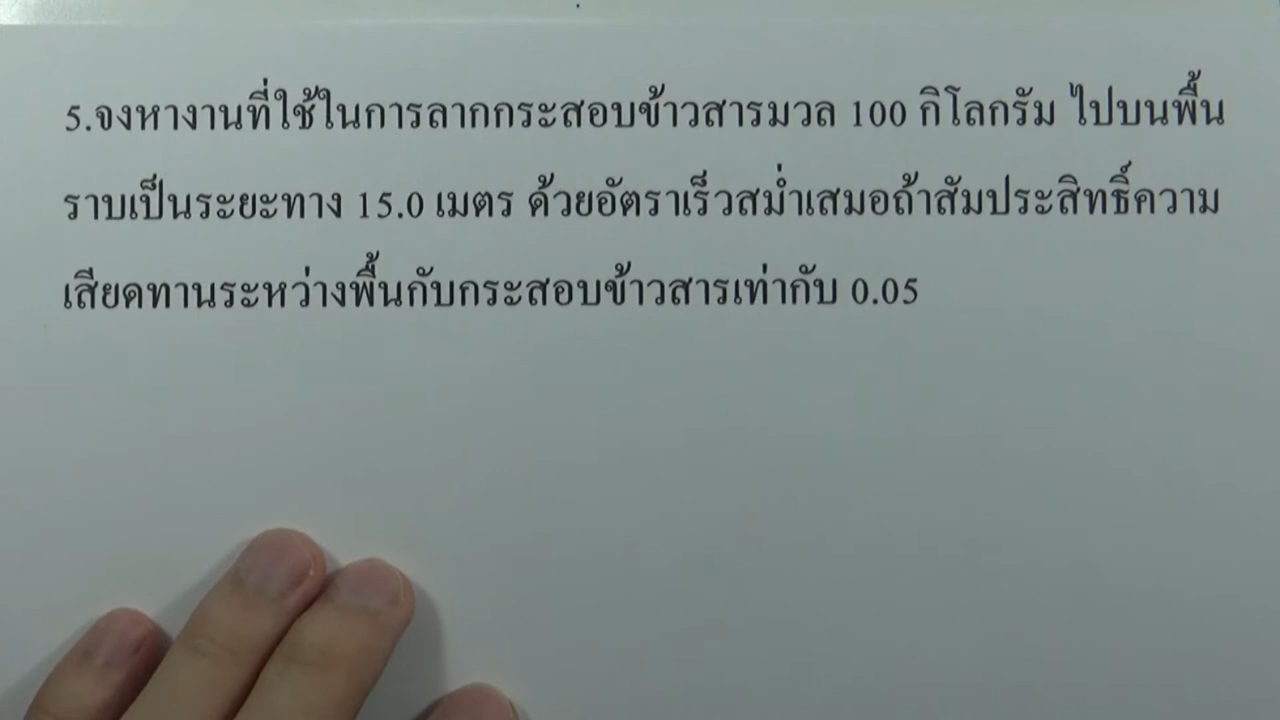 5.จงหางานที่ใช้ในการลากกระสอบข้าวสารมวล 100 กิโลกรัม ไปบนพื้น
ราบเป็นระยะทาง 15.0 เมตร ด้วยอัตราเร็วสม่ำเสมอถ้าสัมประสิทธิ์ความ
เสียดทานระหว่างพื้นกับกระสอบข้าวสารเท่ากับ 0.05